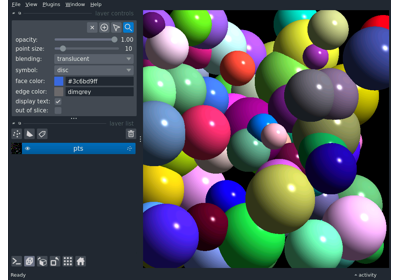 File View Plugins Window Help
layer controls
opacity: 1.00
point size: 10
blending: translucent
symbol: disc
face color: #3c6bd9ff
edge color: dimgrey
display text:
out of slice:
layer list
pts
Ready
activity